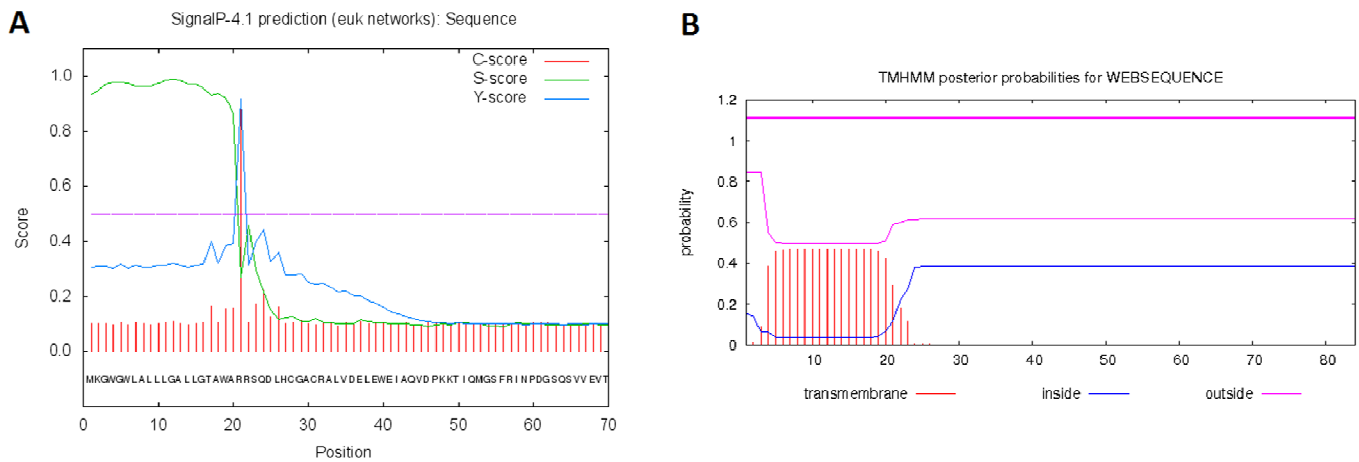 A
SignalP-4.1 prediction (euk networks): Sequence
C-score
S-score
Y-score
1.0
0.8
0.6
0.4
0.2
0.0
Score
MKGWGWLALLLGALLGTAWARRSQDLHCGACRALVDELEWEIAQVDPKKTIQMGSFRINPDGSQSVVEVT
0 10 20 30 40 50 60 70
Position
B
TMHMM posterior probabilities for WEBSEQUENCE
1.2
1
0.8
0.6
0.4
0.2
0
probability
10 20 30 40 50 60 70 80
transmembrane inside outside